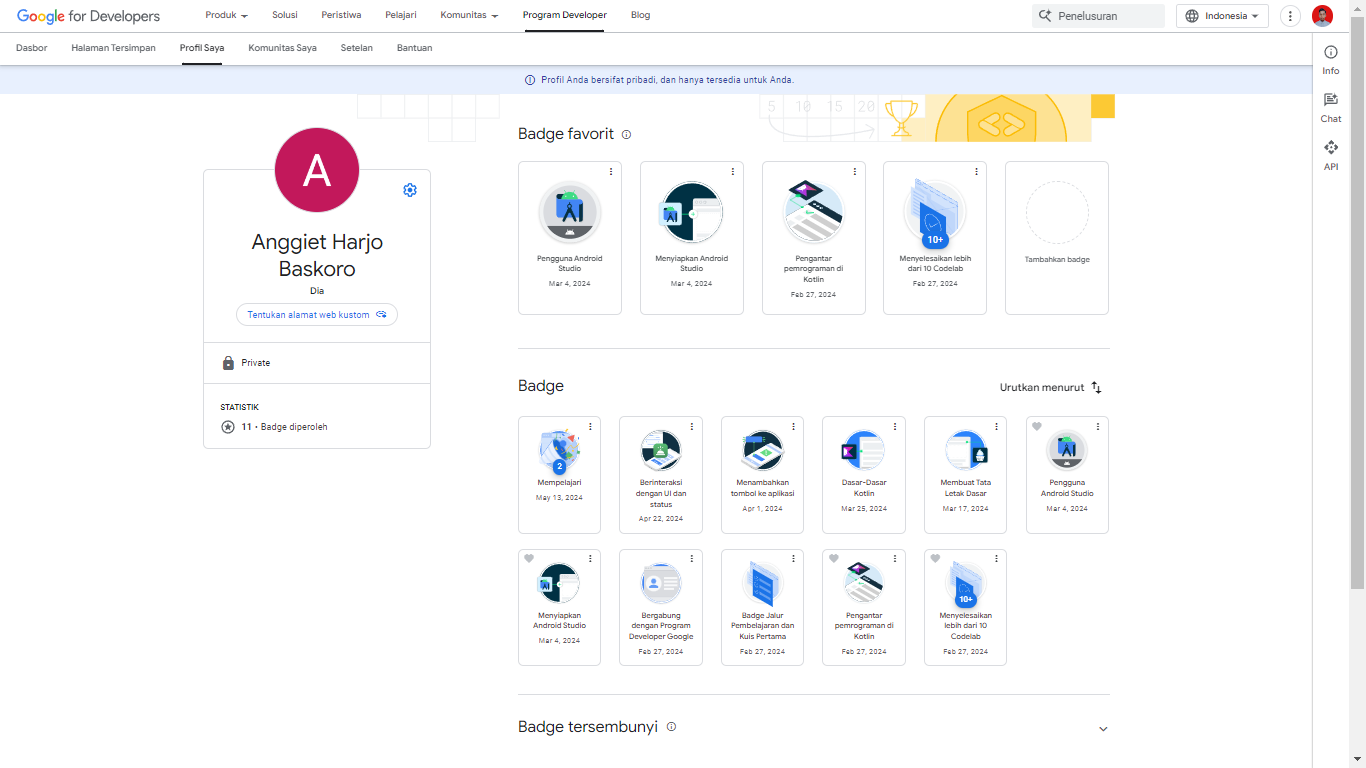 Google for Developers
Produk
Solusi
Peristiwa
Pelajari
Komunitas
Program Developer
Blog
Penelusuran
Indonesia
Dasbor
Halaman Tersimpan
Profil Saya
Komunitas Saya
Setelan
Bantuan
Profil Anda bersifat pribadi, dan hanya tersedia untuk Anda.
Info
Chat
API
5 10 15 20
A
Anggiet Harjo
Baskoro
Dia
Tentukan alamat web kustom
Private
STATISTIK
11 • Badge diperoleh
Badge favorit
Pengguna Android
Studio
Mar 4, 2024
Menyiapkan Android
Studio
Mar 4, 2024
Pengantar
pemrograman di
Kotlin
Feb 27, 2024
10+
Menyelesaikan lebih
dari 10 Codelab
Feb 27, 2024
Tambahkan badge
Badge
Urutkan menurut
2
Mempelajari
May 13, 2024
Berinteraksi
dengan UI dan
status
Apr 22, 2024
Menambahkan
tombol ke aplikasi
Apr 1, 2024
Dasar-Dasar
Kotlin
Mar 25, 2024
Membuat Tata
Letak Dasar
Mar 17, 2024
Pengguna
Android Studio
Mar 4, 2024
Menyiapkan
Android Studio
Mar 4, 2024
Bergabung
dengan Program
Developer Google
Feb 27, 2024
Badge Jalur
Pembelajaran dan
Kuis Pertama
Feb 27, 2024
Pengantar
pemrograman di
Kotlin
Feb 27, 2024
10+
Menyelesaikan
lebih dari 10
Codelab
Feb 27, 2024
Badge tersembunyi